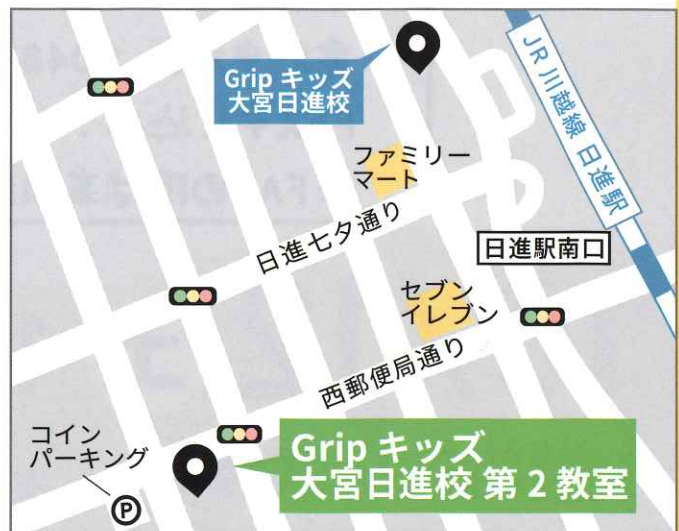 Grip キッズ
大宮日進校
JR 川越線 日進駅
ファミリー
マート
日進七夕通り
日進駅南口
セブン
イレブン
西郵便局通り
コイン
パーキング
P
Grip キッズ
大宮日進校 第 2 教室